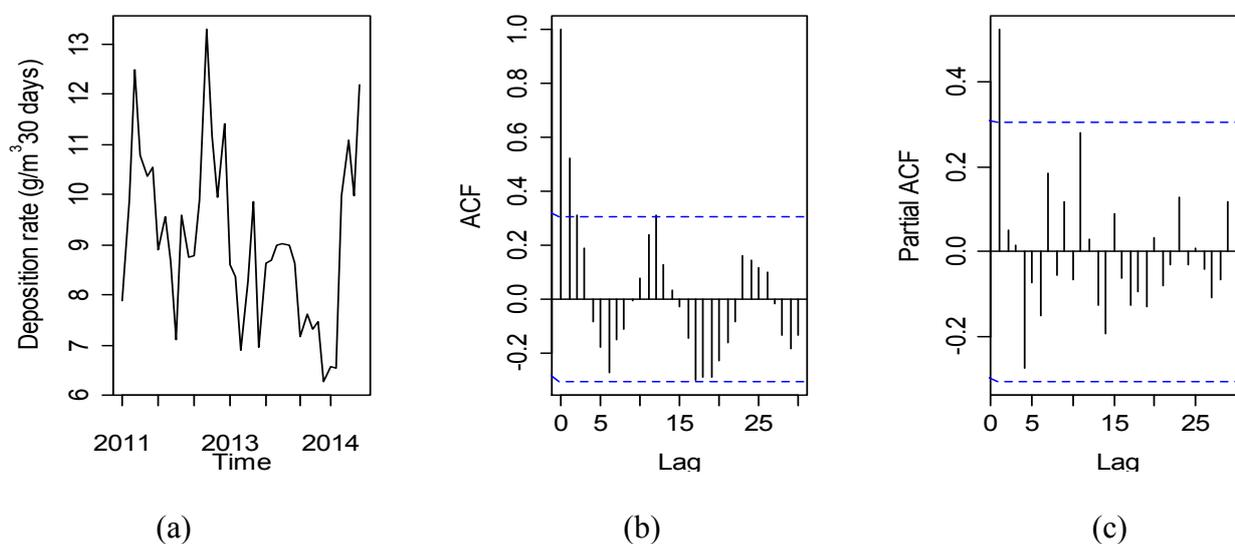 Deposition rate (g/m³30 days)
13
12
11
10
9
8
7
6
2011 2013 2014
Time
(a)
ACF
1.0
0.8
0.6
0.4
0.2
0.0
-0.2
0 5 15 25
Lag
(b)
Partial ACF
0.4
0.2
0.0
-0.2
0 5 15 25
Lag
(c)